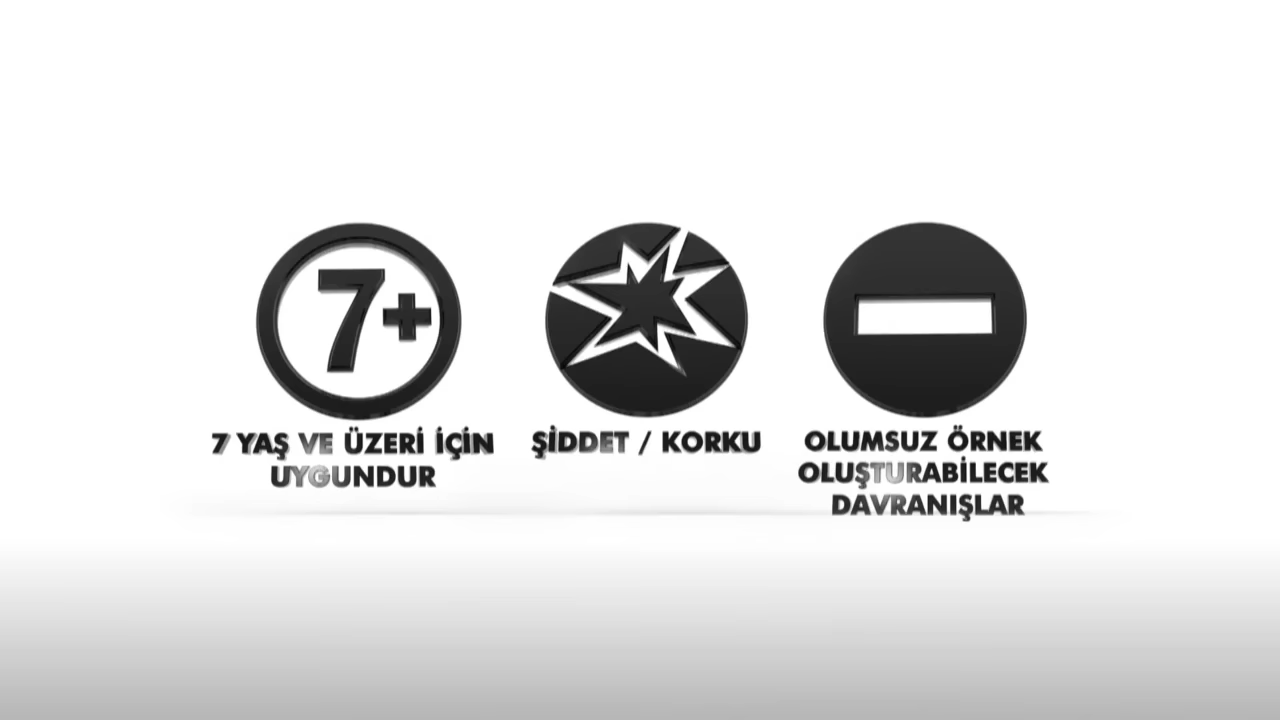 7+
7 YAŞ VE ÜZERİ İÇİN
UYGUNDUR
ŞİDDET / KORKU
OLUMSUZ ÖRNEK
OLUŞTURABİLECEK
DAVRANIŞLAR